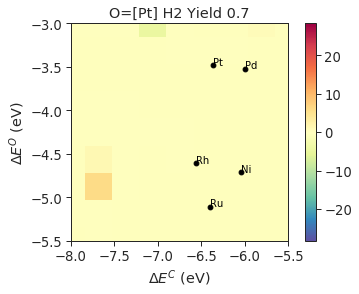 O=[Pt] H2 Yield 0.7
−3.0
−3.5
−4.0
−4.5
−5.0
−5.5
ΔE^O (eV)
Pt
Pd
Rh
Ni
Ru
−8.0 −7.5 −7.0 −6.5 −6.0 −5.5
ΔE^C (eV)
20
10
0
−10
−20